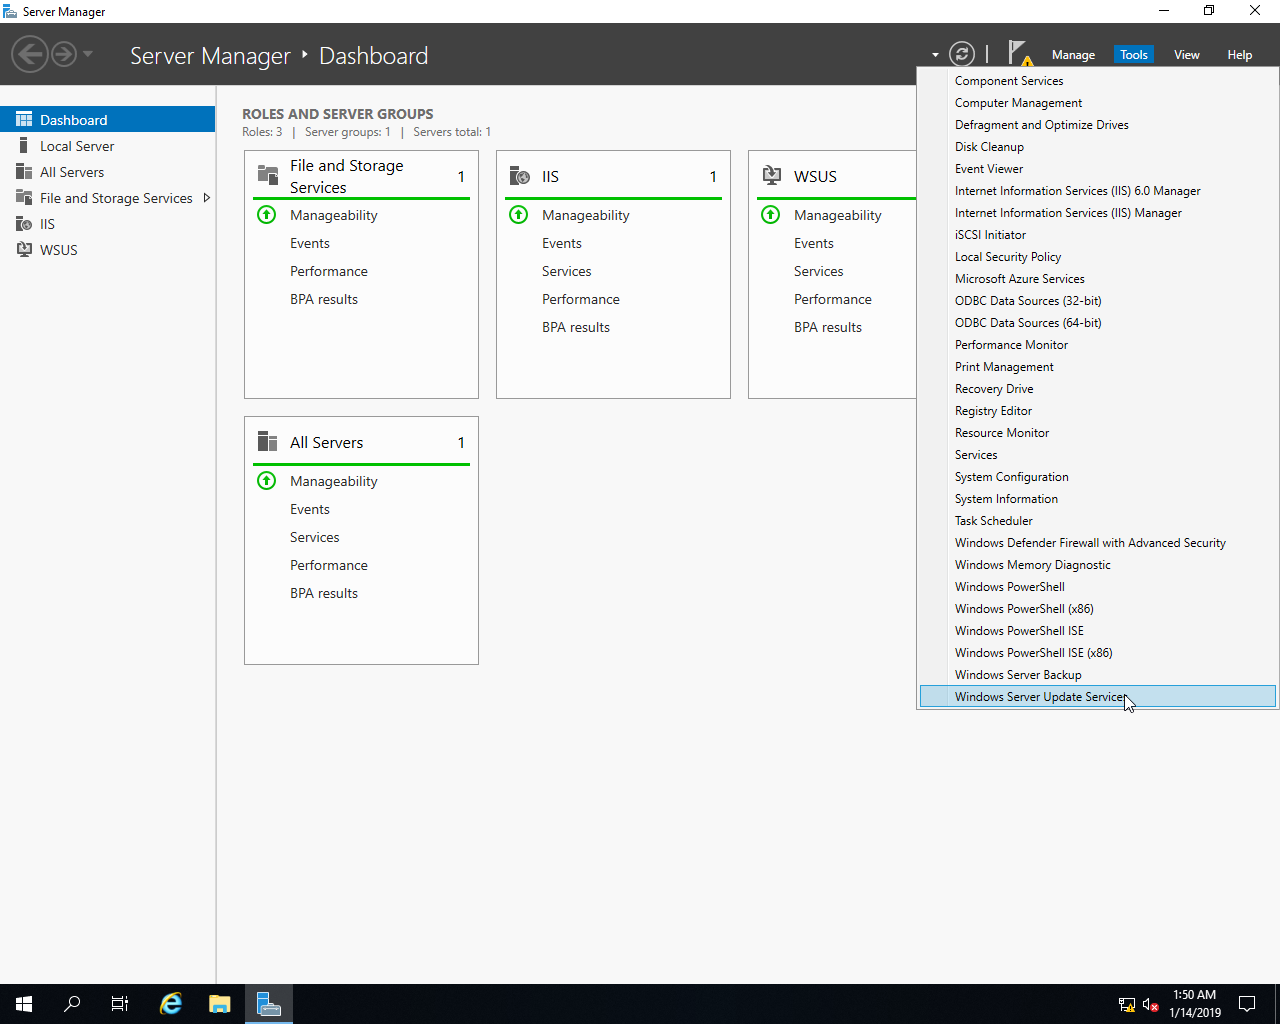 Server Manager
Server Manager ‣ Dashboard
Manage
Tools
View
Help
Dashboard
Local Server
All Servers
File and Storage Services
IIS
WSUS
ROLES AND SERVER GROUPS
Roles: 3 | Server groups: 1 | Servers total: 1
File and Storage Services 1
Manageability
Events
Performance
BPA results
IIS 1
Manageability
Events
Services
Performance
BPA results
WSUS
Manageability
Events
Services
Performance
BPA results
All Servers 1
Manageability
Events
Services
Performance
BPA results
Component Services
Computer Management
Defragment and Optimize Drives
Disk Cleanup
Event Viewer
Internet Information Services (IIS) 6.0 Manager
Internet Information Services (IIS) Manager
iSCSI Initiator
Local Security Policy
Microsoft Azure Services
ODBC Data Sources (32-bit)
ODBC Data Sources (64-bit)
Performance Monitor
Print Management
Recovery Drive
Registry Editor
Resource Monitor
Services
System Configuration
System Information
Task Scheduler
Windows Defender Firewall with Advanced Security
Windows Memory Diagnostic
Windows PowerShell
Windows PowerShell (x86)
Windows PowerShell ISE
Windows PowerShell ISE (x86)
Windows Server Backup
Windows Server Update Services
1:50 AM
1/14/2019